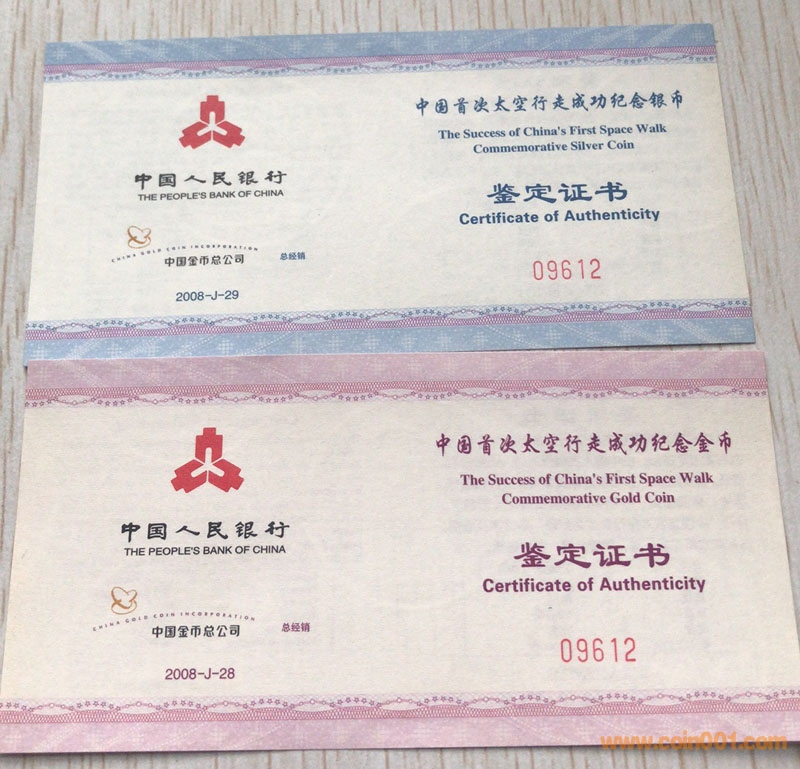 中国人民银行
THE PEOPLE'S BANK OF CHINA
CHINA GOLD COIN INCORPORATION
中国金币总公司 总经销
2008-J-29
中国首次太空行走成功纪念银币
The Success of China's First Space Walk
Commemorative Silver Coin
鉴定证书
Certificate of Authenticity
09612
中国人民银行
THE PEOPLE'S BANK OF CHINA
CHINA GOLD COIN INCORPORATION
中国金币总公司 总经销
2008-J-28
中国首次太空行走成功纪念金币
The Success of China's First Space Walk
Commemorative Gold Coin
鉴定证书
Certificate of Authenticity
09612
www.coin001.com